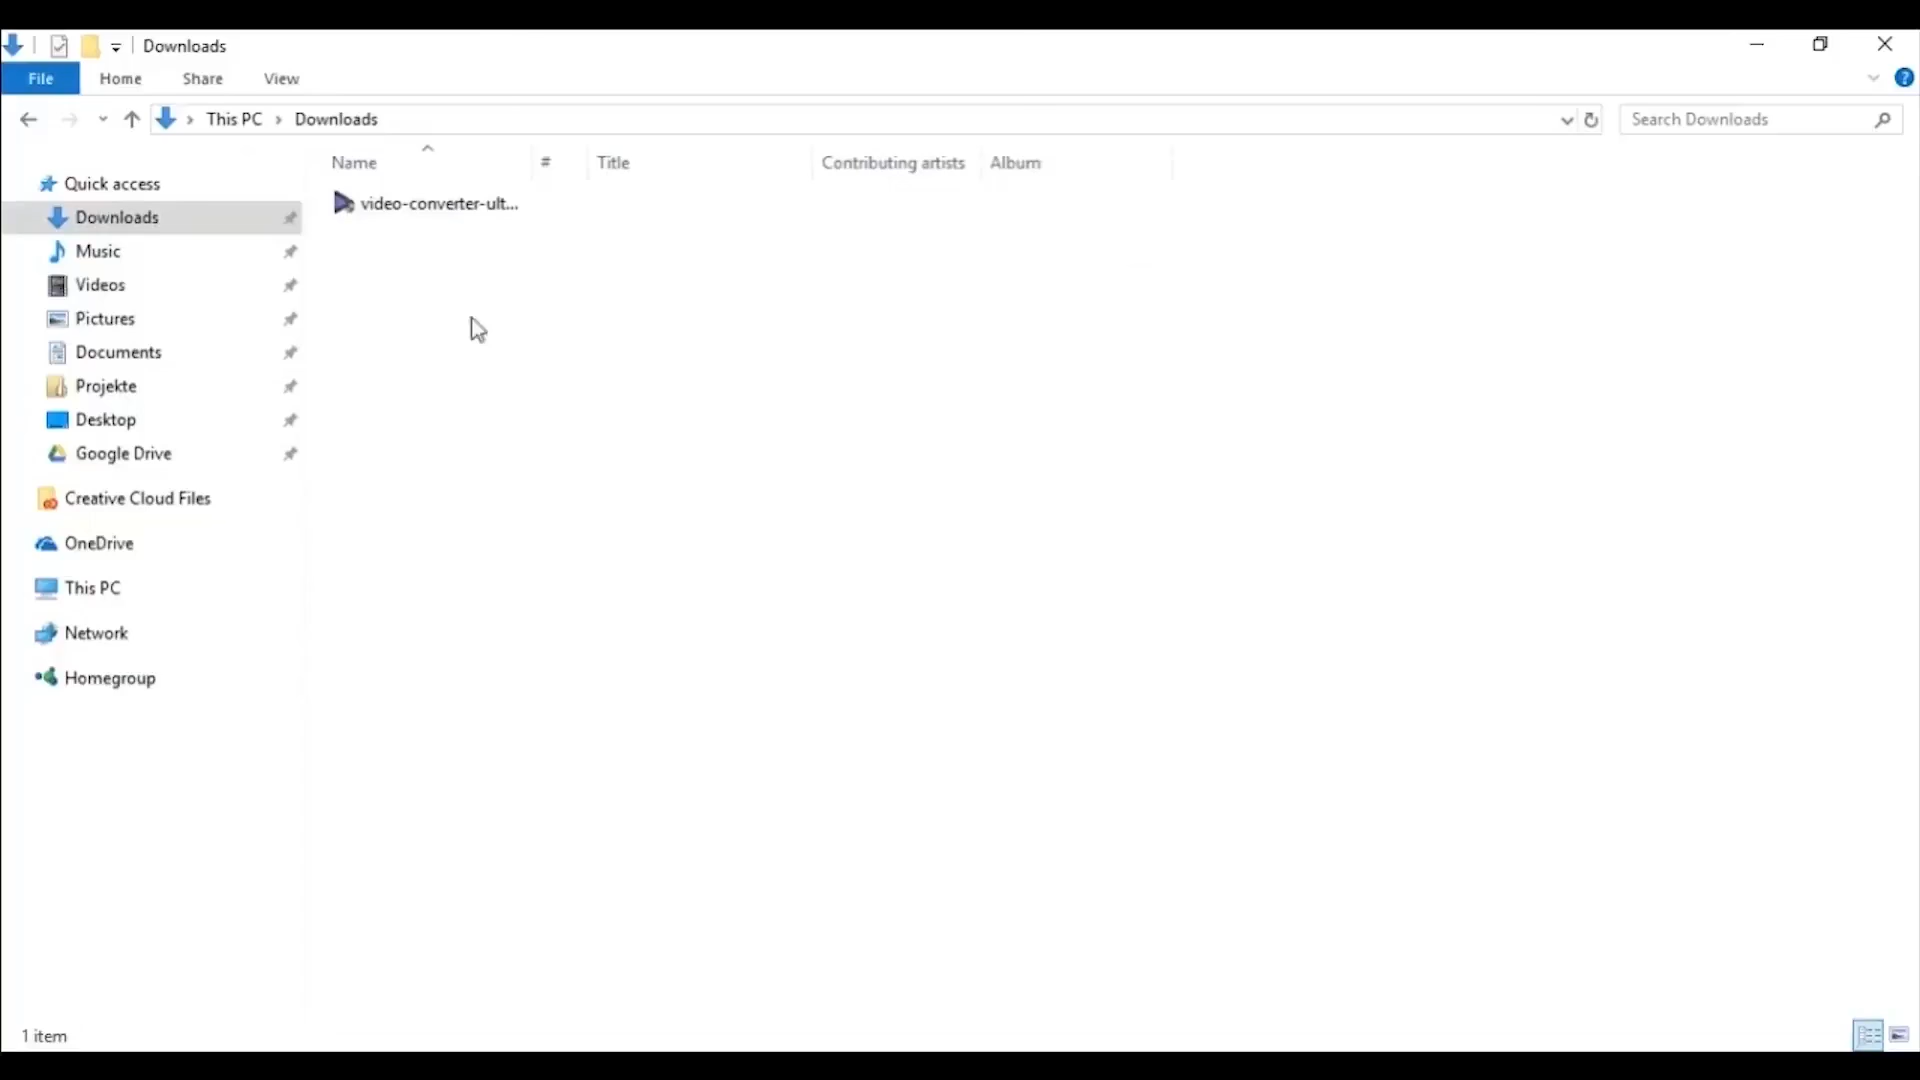 Downloads
File Home Share View
This PC > Downloads
Search Downloads
Name # Title Contributing artists Album
Quick access
video-converter-ult...
Downloads
Music
Videos
Pictures
Documents
Projekte
Desktop
Google Drive
Creative Cloud Files
OneDrive
This PC
Network
Homegroup
1 item